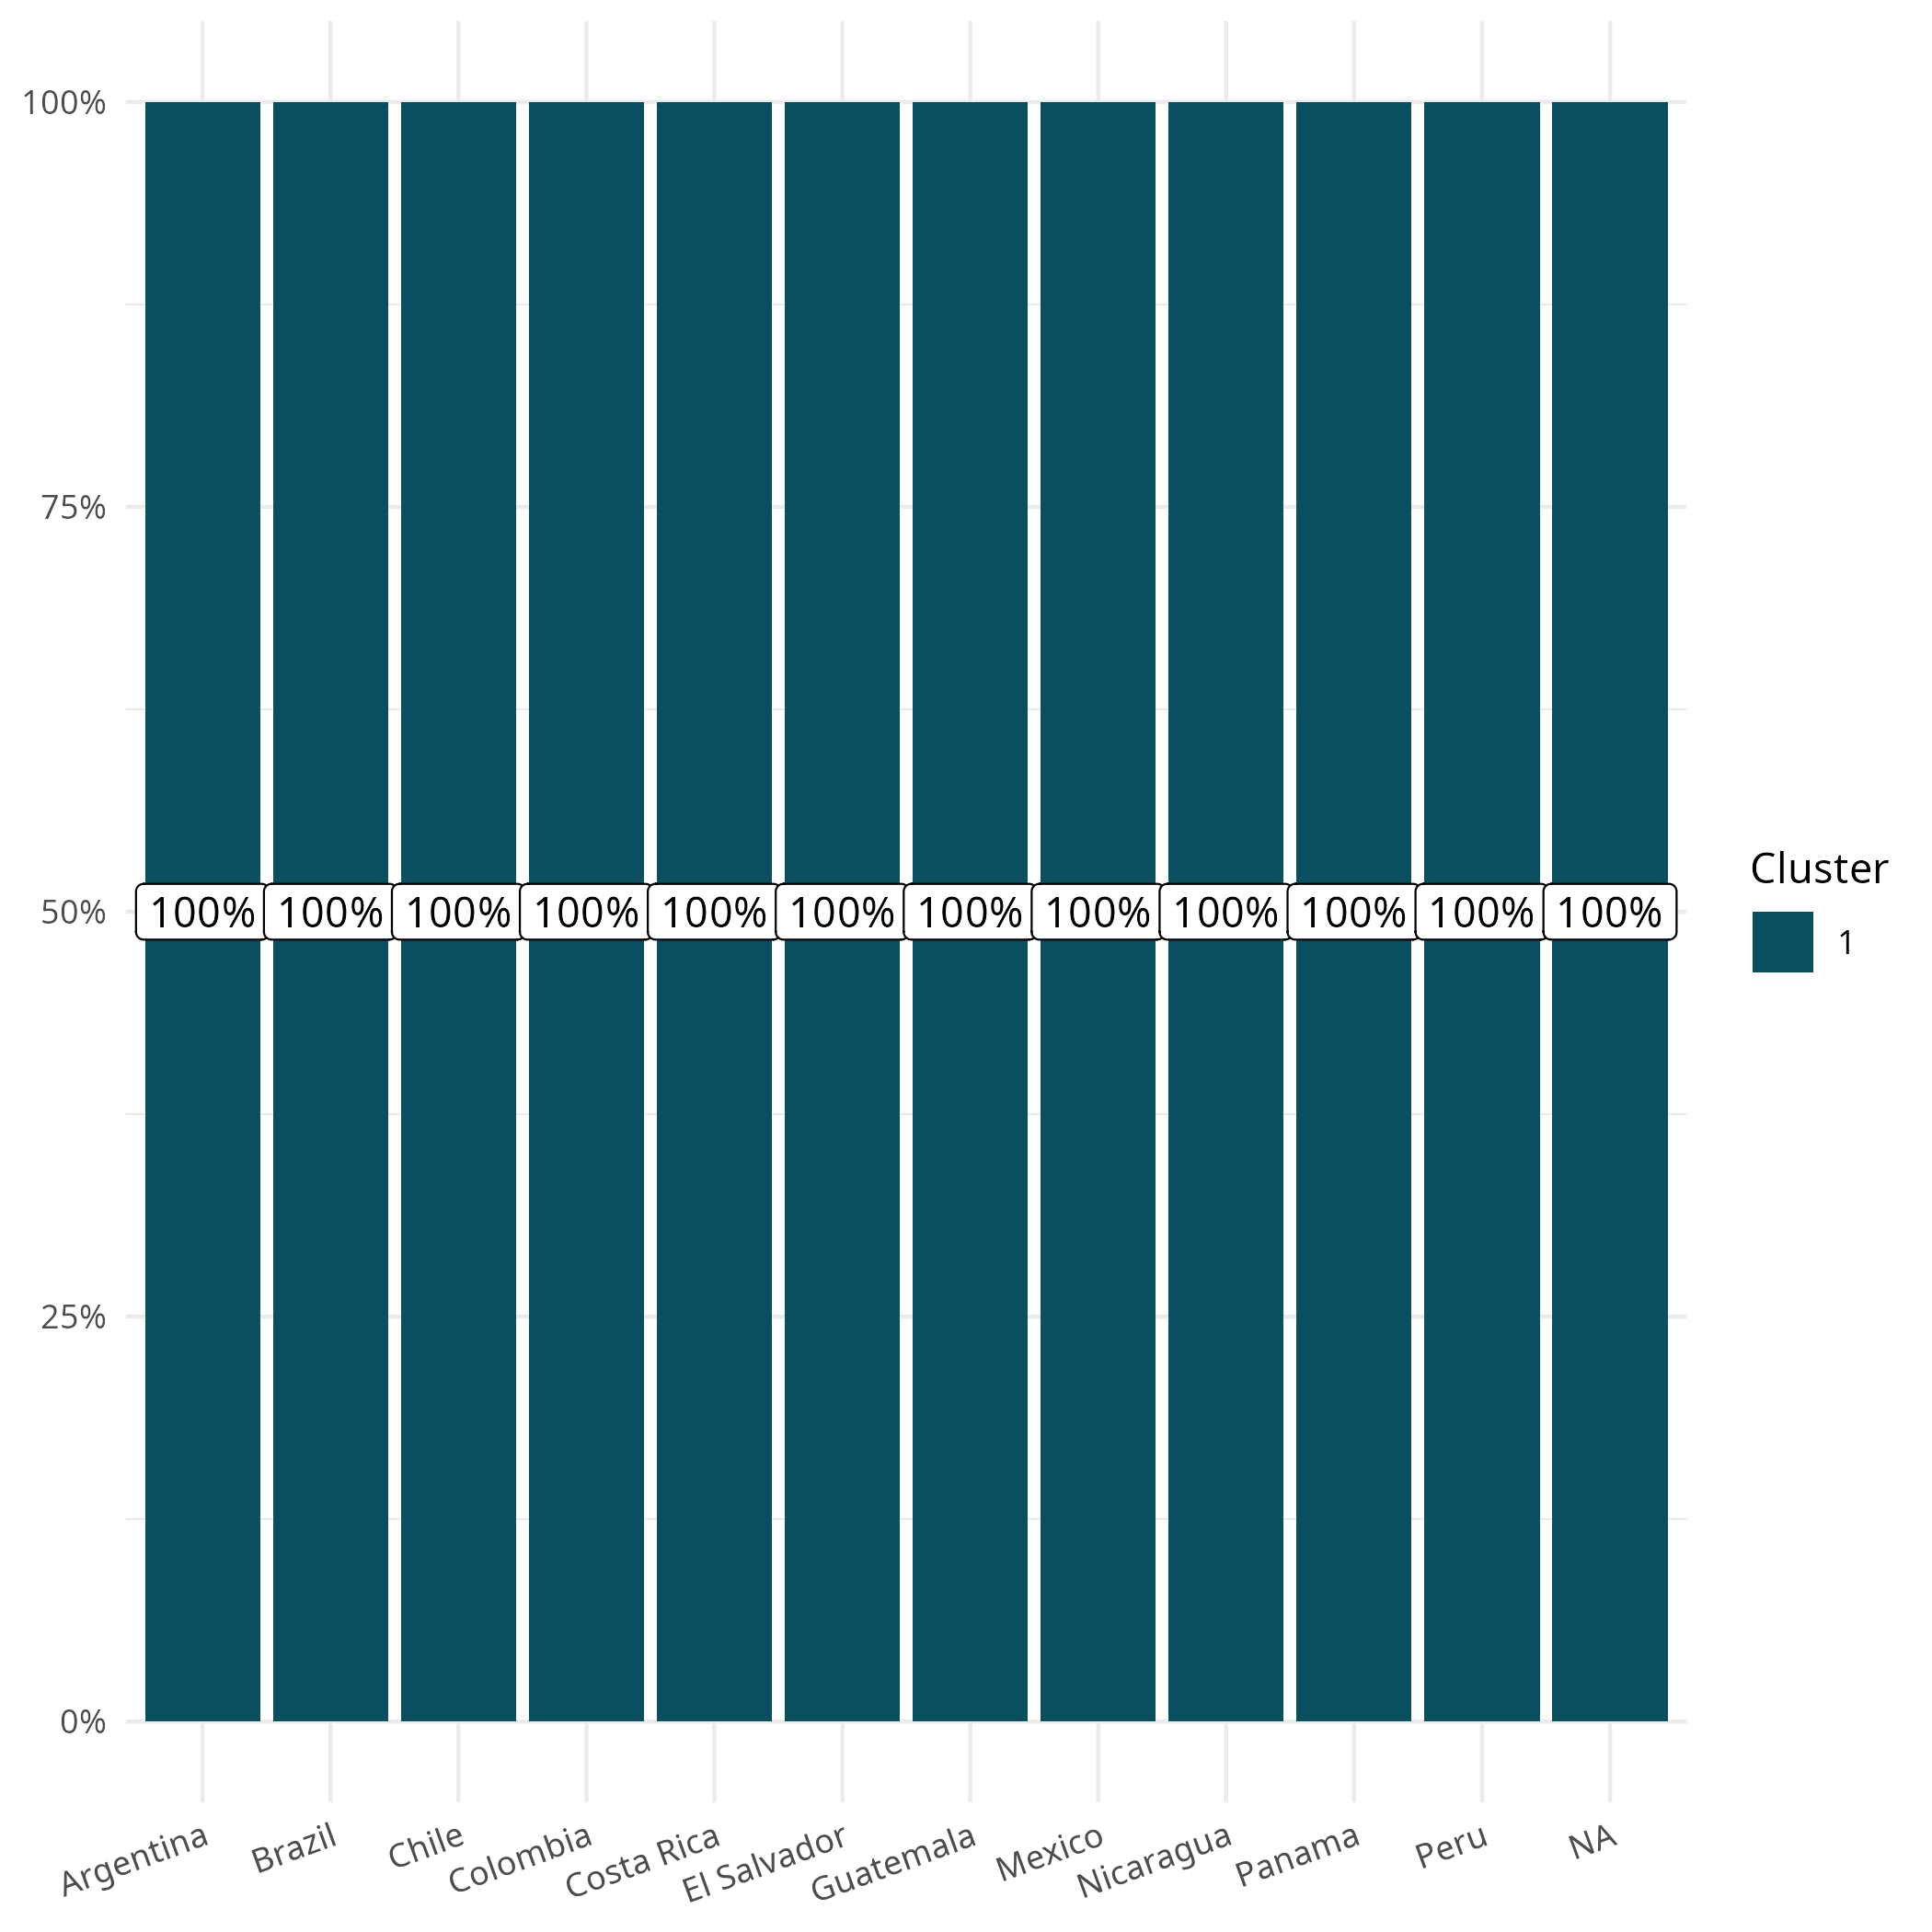 100%
75%
50%
25%
0%
100% 100% 100% 100% 100% 100% 100% 100% 100% 100% 100% 100%
Argentina Brazil Chile Colombia Costa Rica El Salvador Guatemala Mexico Nicaragua Panama Peru NA
Cluster
1